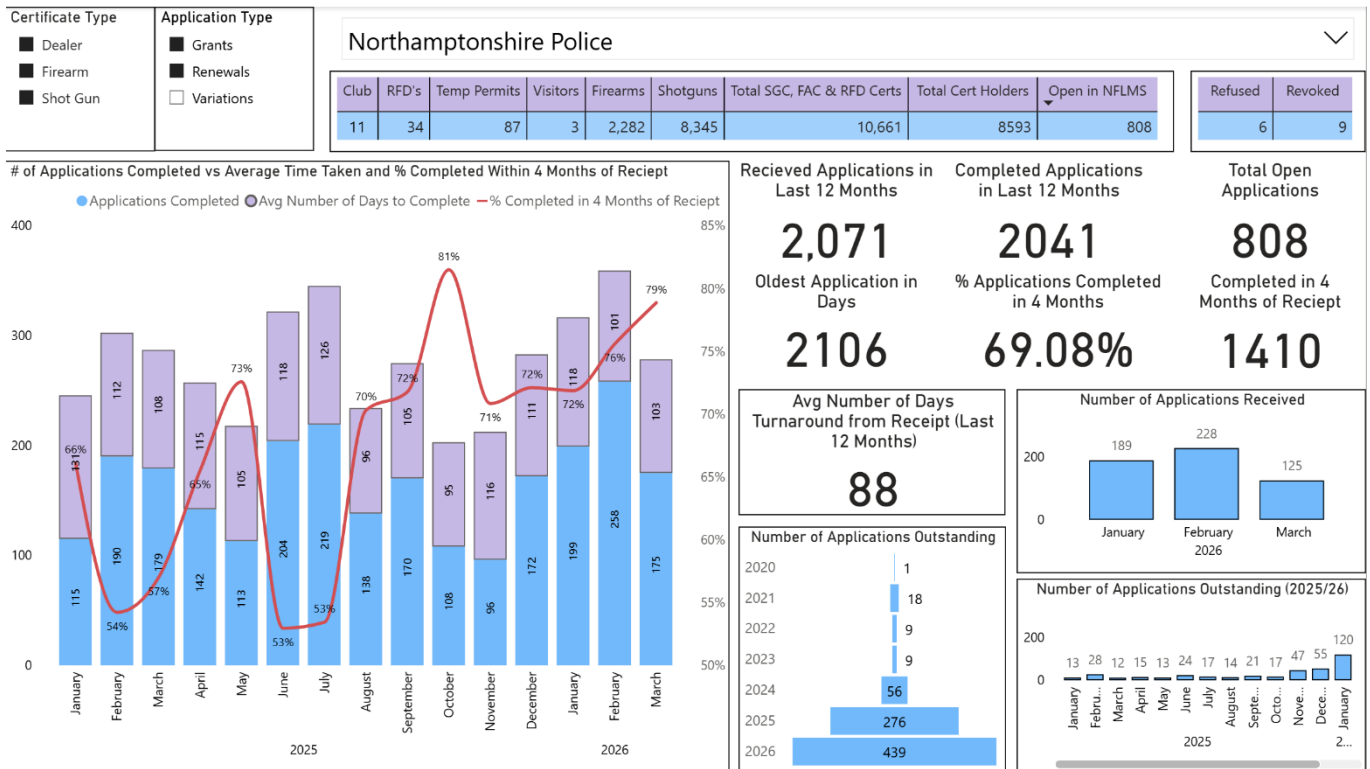 Certificate Type
Dealer
Firearm
Shot Gun
Application Type
Grants
Renewals
Variations
Northamptonshire Police
Club RFD's Temp Permits Visitors Firearms Shotguns Total SGC, FAC & RFD Certs Total Cert Holders Open in NFLMS
11 34 87 3 2,282 8,345 10,661 8593 808
Refused Revoked
6 9
# of Applications Completed vs Average Time Taken and % Completed Within 4 Months of Reciept
Applications Completed Avg Number of Days to Complete % Completed in 4 Months of Reciept
400
300
200
100
0
85%
80%
75%
70%
65%
60%
55%
50%
131 112 108 115 105 118 126 96 105 95 116 111 118 101 103
66% 54% 57% 65% 73% 53% 53% 70% 72% 81% 71% 72% 72% 76% 79%
115 190 179 142 113 204 219 138 170 108 96 172 199 258 175
January February March April May June July August September October November December January February March
2025 2026
Recieved Applications in
Last 12 Months
2,071
Completed Applications
in Last 12 Months
2041
Total Open
Applications
808
Oldest Application in
Days
2106
% Applications Completed
in 4 Months
69.08%
Completed in 4
Months of Reciept
1410
Avg Number of Days
Turnaround from Receipt (Last
12 Months)
88
Number of Applications Received
200
0
189 228 125
January February March
2026
Number of Applications Outstanding
2020 1
2021 18
2022 9
2023 9
2024 56
2025 276
2026 439
Number of Applications Outstanding (2025/26)
200
0
13 28 12 15 13 24 17 14 21 17 47 55 120
January Febru... March April May June July August Septe... Octo... Nove... Dece... January
2025 2...